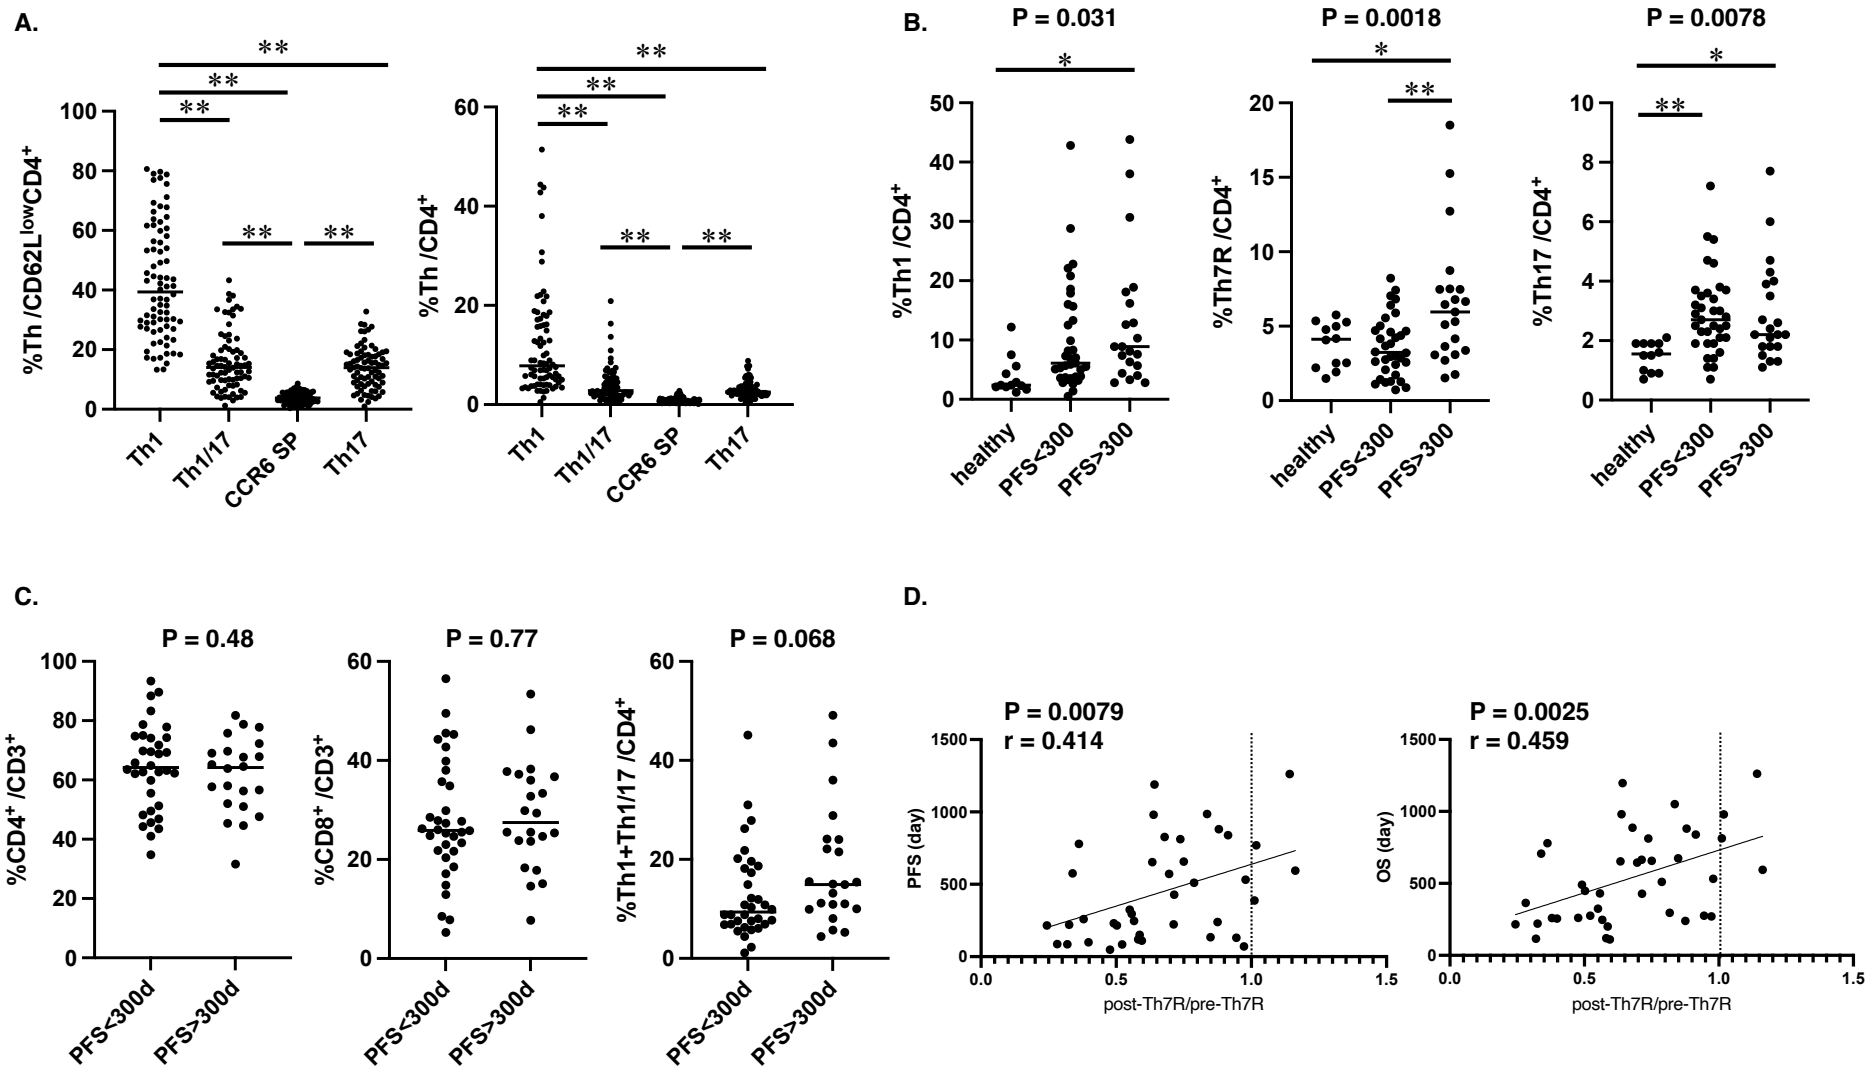 A.
**
**
**
**
**
%Th /CD62LlowCD4+
100
80
60
40
20
0
Th1
Th1/17
CCR6 SP
Th17
**
**
**
**
**
%Th /CD4+
60
40
20
0
Th1
Th1/17
CCR6 SP
Th17
B.
P = 0.031
*
%Th1 /CD4+
50
40
30
20
10
0
healthy
PFS<300
PFS>300
P = 0.0018
*
**
%Th7R /CD4+
20
15
10
5
0
healthy
PFS<300
PFS>300
P = 0.0078
*
**
%Th17 /CD4+
10
8
6
4
2
0
healthy
PFS<300
PFS>300
C.
P = 0.48
%CD4+ /CD3+
100
80
60
40
20
0
PFS<300d
PFS>300d
P = 0.77
%CD8+ /CD3+
60
40
20
0
PFS<300d
PFS>300d
P = 0.068
%Th1+Th1/17 /CD4+
60
40
20
0
PFS<300d
PFS>300d
D.
P = 0.0079
r = 0.414
PFS (day)
1500
1000
500
0
0.0
0.5
1.0
1.5
post-Th7R/pre-Th7R
P = 0.0025
r = 0.459
OS (day)
1500
1000
500
0
0.0
0.5
1.0
1.5
post-Th7R/pre-Th7R